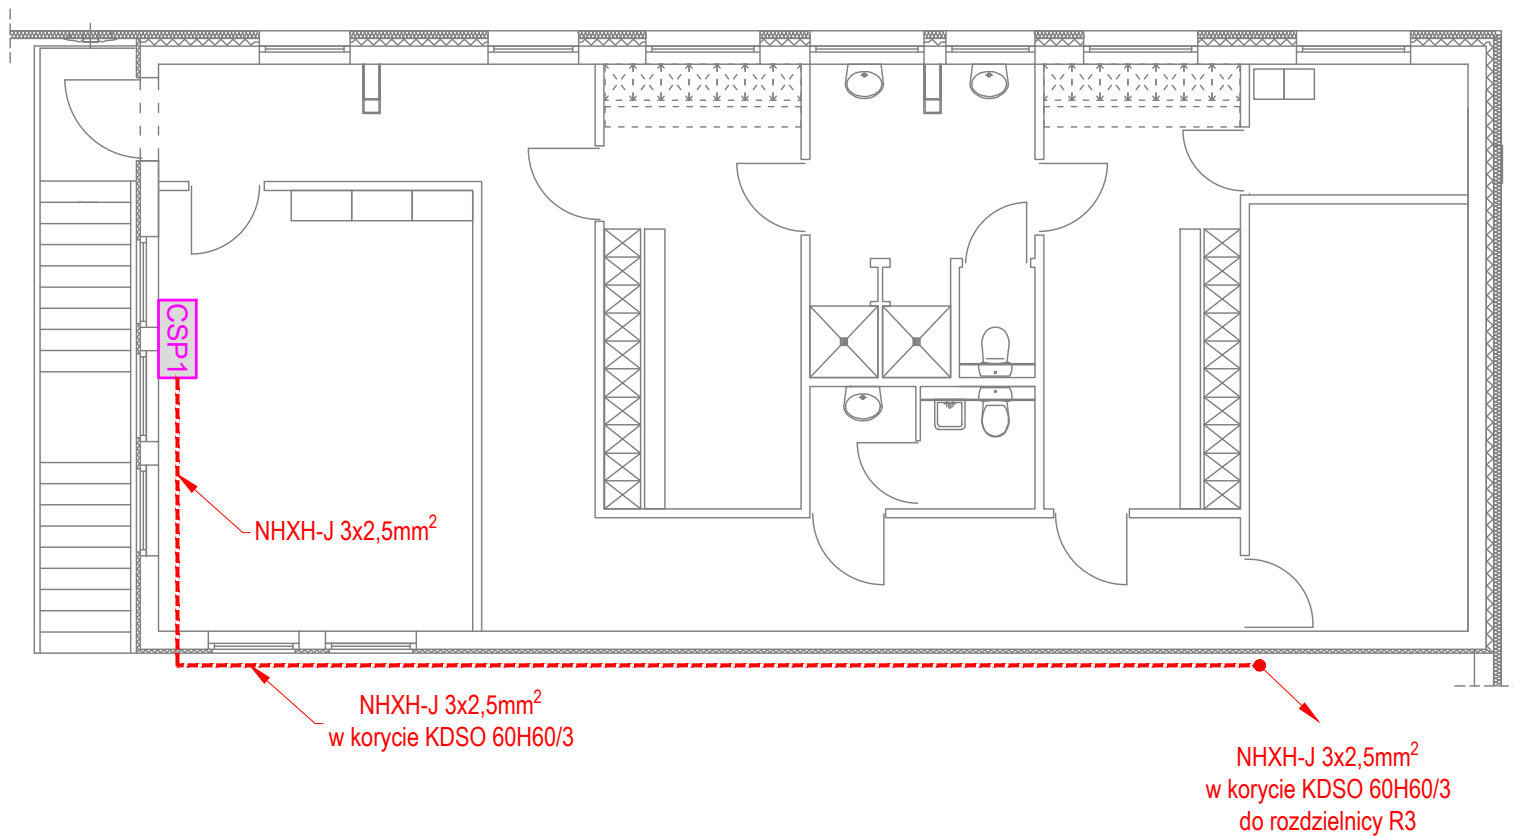 CSP1
NHXH-J 3x2,5mm²
NHXH-J 3x2,5mm²
w korycie KDSO 60H60/3
NHXH-J 3x2,5mm²
w korycie KDSO 60H60/3
do rozdzielnicy R3